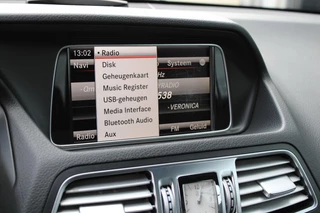 13:02 • Radio
Navi Disk Systeem
Geheugenkaart
Music Register RADIO
USB-geheugen 538
Media Interface - VERONICA
Bluetooth Audio
Radio Aux FM Geluid